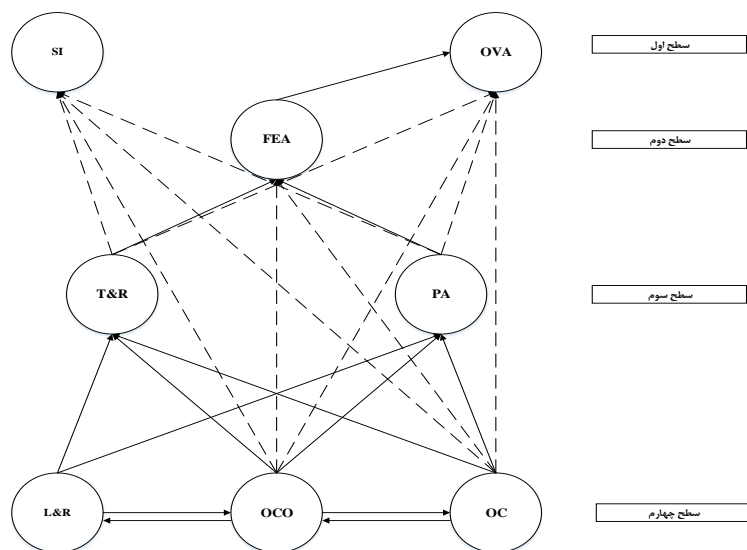 SI
OVA
سطح اول
FEA
سطح دوم
T&R
PA
سطح سوم
L&R
OCO
OC
سطح چهارم